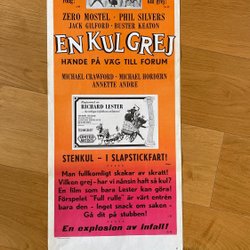 ZERO MOSTEL - PHIL SILVERS
JACK GILFORD - BUSTER KEATON
EN KUL GREJ
HÄNDE PÅ VÄG TILL FORUM
MICHAEL CRAWFORD - MICHAEL HORDERN
ANNETTE ANDRE
RICHARD LESTER
STENKUL - I SLAPSTICKFART!
Man fullkomligt skakar av skratt!
Vilken grej - har vi nånsin haft så kul?
En film som bara Lester kan göra!
Förspelet "Full rulle" är värt entrén
bara den - inget snack om saken -
Gå dit på stubben!
En explosion av infall!